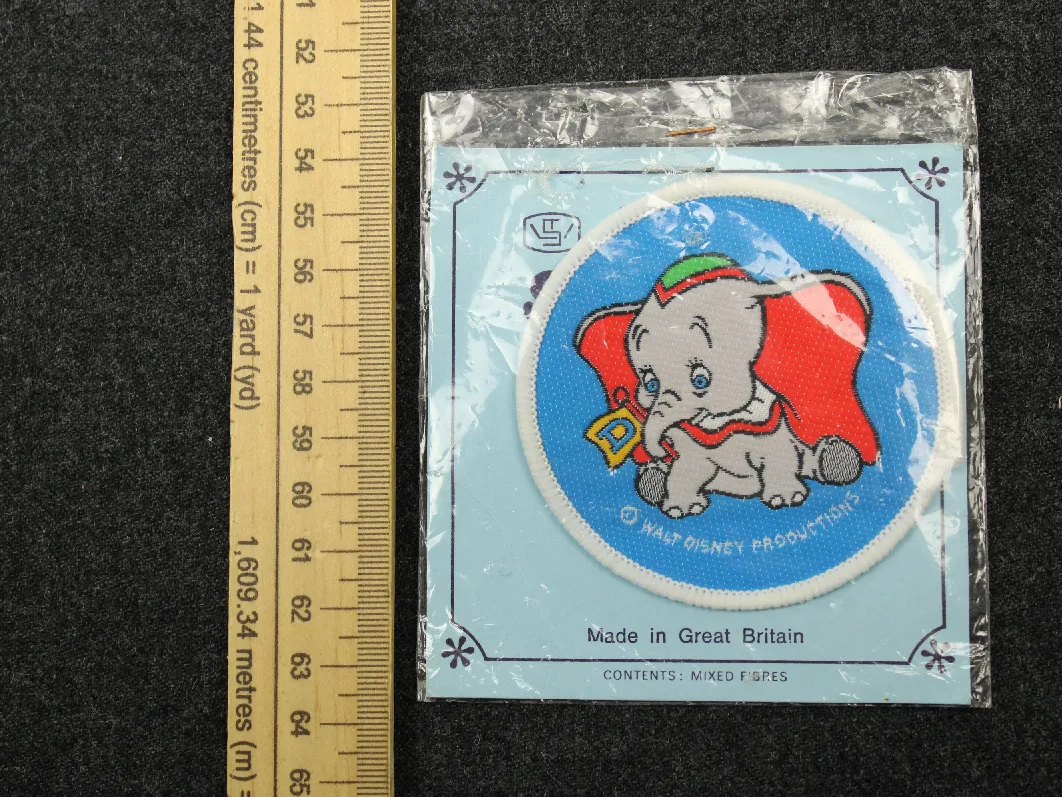 1.44 centimetres (cm) = 1 yard (yd)
1,609.34 metres (m) =
52
53
54
55
56
57
58
59
60
61
62
63
64
65
D
© WALT DISNEY PRODUCTIONS
Made in Great Britain
CONTENTS: MIXED FIBRES